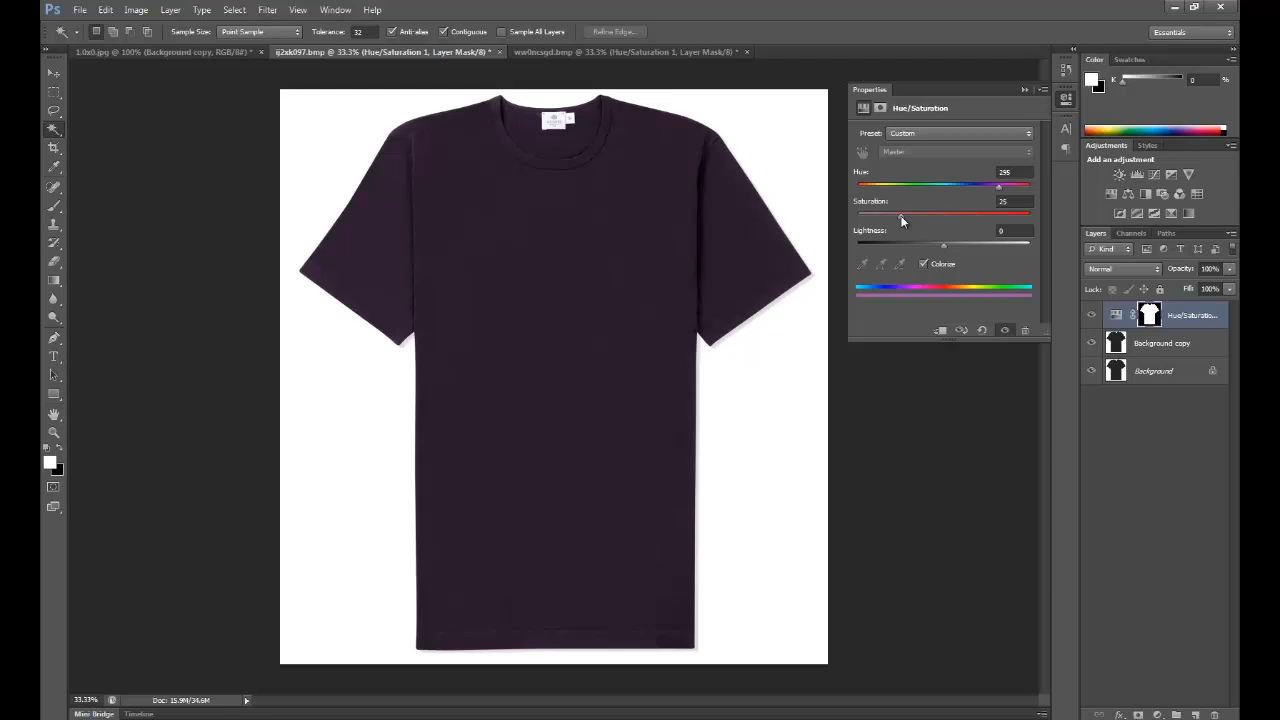 Ps File Edit Image Layer Type Select Filter View Window Help
Sample Size: Point Sample Tolerance: 32 Anti-alias Contiguous Sample All Layers Refine Edge... Essentials
1.0x0.jpg @ 100% (Background copy, RGB/8#) * × ij2xk097.bmp @ 33.3% (Hue/Saturation 1, Layer Mask/8) * × ww0ncsgd.bmp @ 33.3% (Hue/Saturation 1, Layer Mask/8) * ×
Color Swatches
K 0 %
Properties
Hue/Saturation
Preset: Custom
Master
Hue: 295
Saturation: 25
Lightness: 0
Colorize
Adjustments Styles
Add an adjustment
Layers Channels Paths
Kind
Normal Opacity: 100%
Lock: Fill: 100%
Hue/Saturatio...
Background copy
Background
33.33% Doc: 15.9M/34.6M
Mini Bridge Timeline